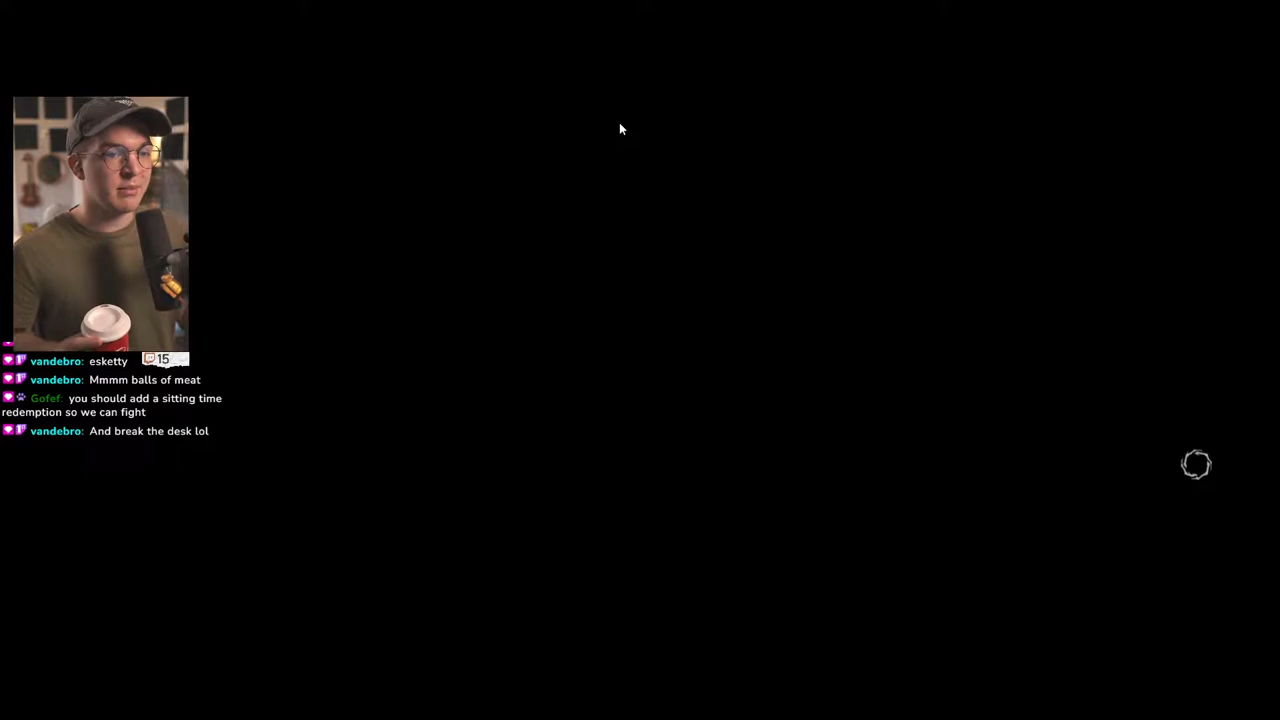 vandebro: esketty
15
vandebro: Mmmm balls of meat
Gofef: you should add a sitting time
redemption so we can fight
vandebro: And break the desk lol